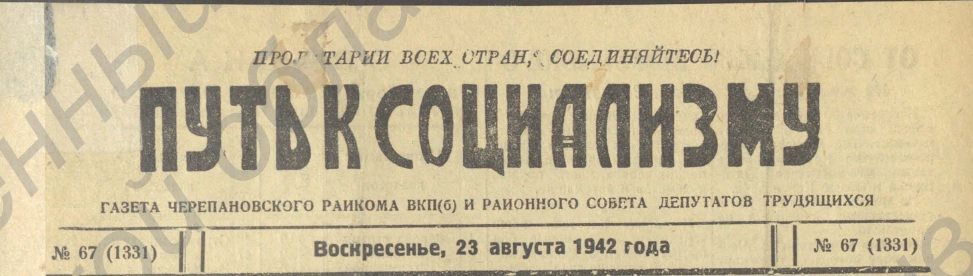 ПРОЛЕТАРИИ ВСЕХ СТРАН, СОЕДИНЯЙТЕСЬ!
ПУТЬ К СОЦИАЛИЗМУ
ГАЗЕТА ЧЕРЕПАНОВСКОГО РАЙКОМА ВКП(б) И РАЙОННОГО СОВЕТА ДЕПУТАТОВ ТРУДЯЩИХСЯ
№ 67 (1331) Воскресенье, 23 августа 1942 года № 67 (1331)